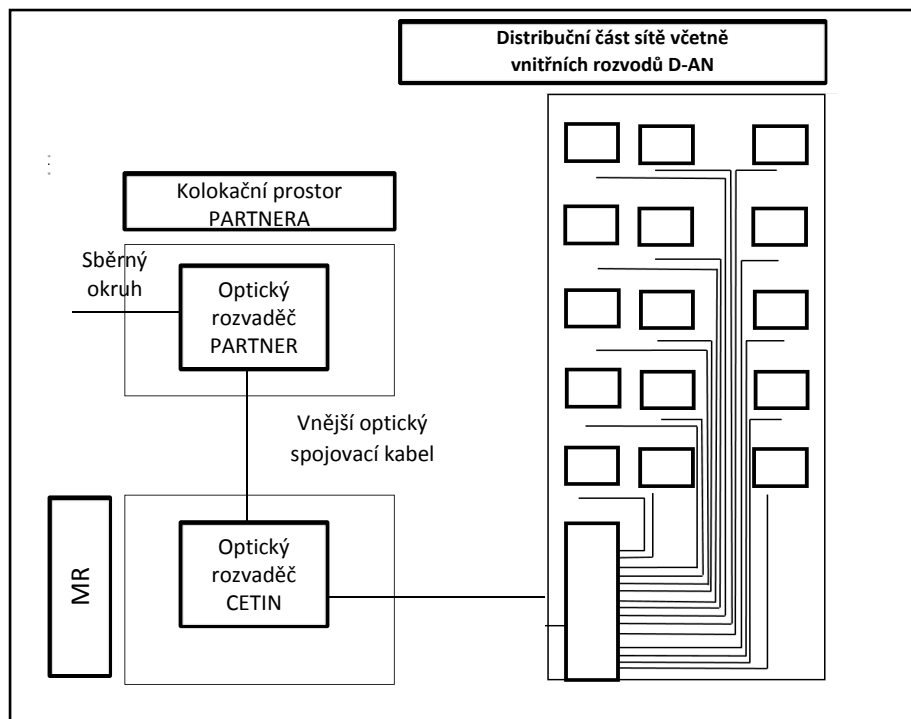 Distribuční část sítě včetně
vnitřních rozvodů D-AN
Kolokační prostor
PARTNERA
Sběrný
okruh
Optický
rozvaděč
PARTNER
Vnější optický
spojovací kabel
MR
Optický
rozvaděč
CETIN